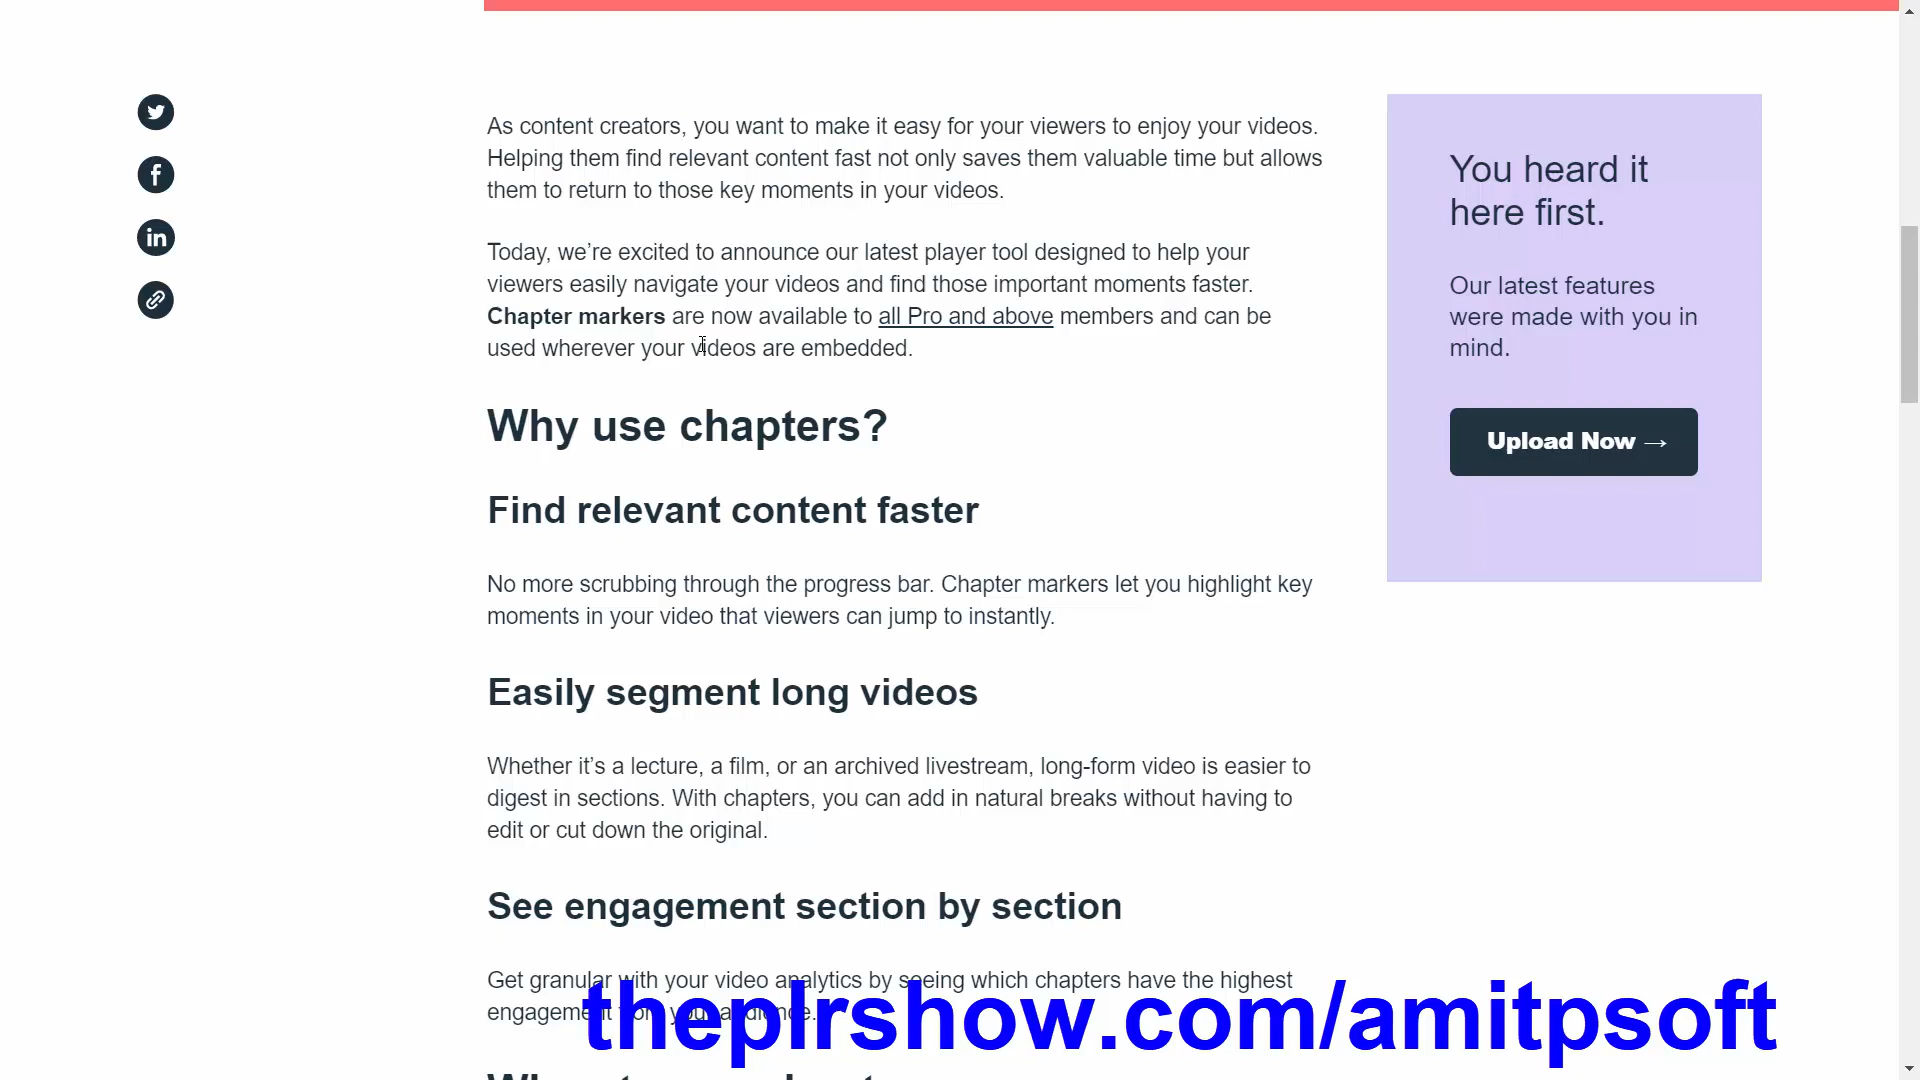 As content creators, you want to make it easy for your viewers to enjoy your videos.
Helping them find relevant content fast not only saves them valuable time but allows
them to return to those key moments in your videos.
Today, we’re excited to announce our latest player tool designed to help your
viewers easily navigate your videos and find those important moments faster.
Chapter markers are now available to all Pro and above members and can be
used wherever your videos are embedded.
Why use chapters?
Find relevant content faster
No more scrubbing through the progress bar. Chapter markers let you highlight key
moments in your video that viewers can jump to instantly.
Easily segment long videos
Whether it’s a lecture, a film, or an archived livestream, long-form video is easier to
digest in sections. With chapters, you can add in natural breaks without having to
edit or cut down the original.
See engagement section by section
Get granular with your video analytics by seeing which chapters have the highest
engagement from your audience.
theplrshow.com/amitpsoft
You heard it
here first.
Our latest features
were made with you in
mind.
Upload Now →